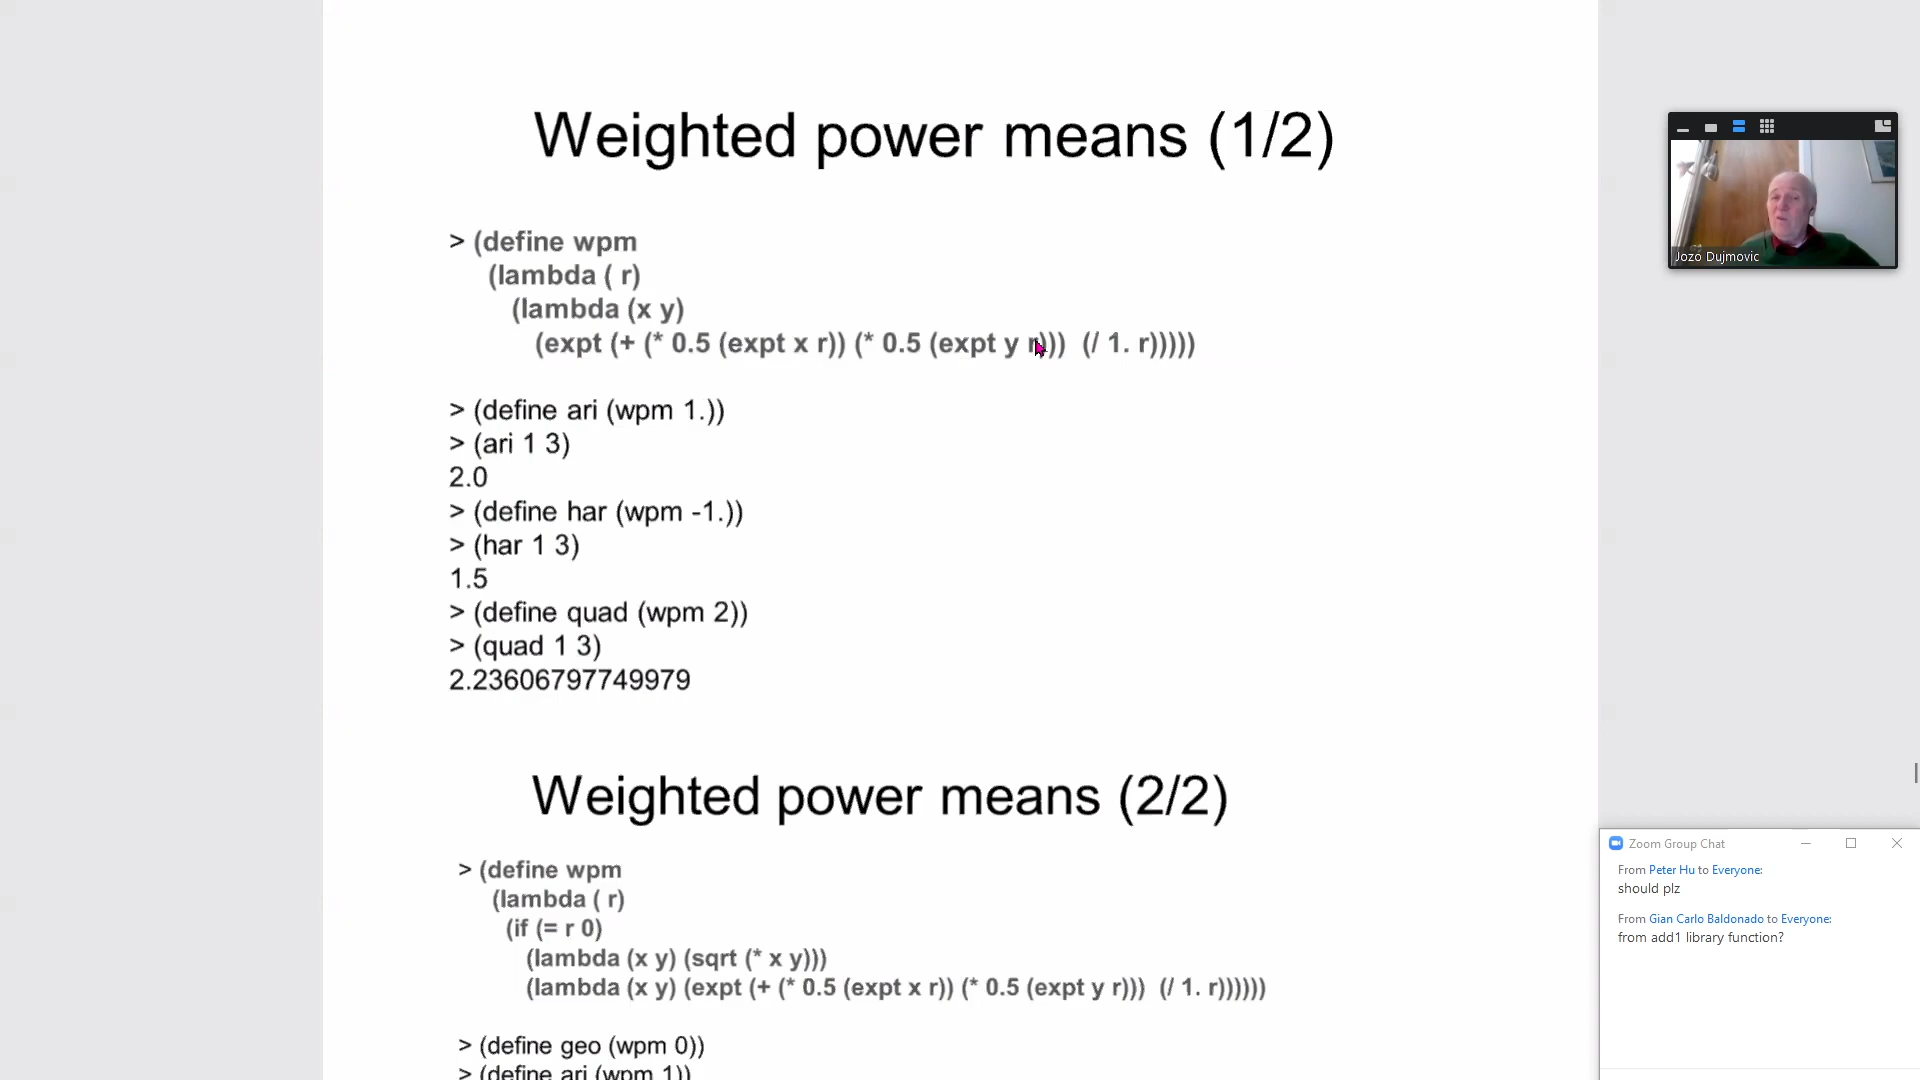 Weighted power means (1/2)
> (define wpm
(lambda ( r)
(lambda (x y)
(expt (+ (* 0.5 (expt x r)) (* 0.5 (expt y r))) (/ 1. r)))))
> (define ari (wpm 1.))
> (ari 1 3)
2.0
> (define har (wpm -1.))
> (har 1 3)
1.5
> (define quad (wpm 2))
> (quad 1 3)
2.23606797749979
Weighted power means (2/2)
> (define wpm
(lambda ( r)
(if (= r 0)
(lambda (x y) (sqrt (* x y)))
(lambda (x y) (expt (+ (* 0.5 (expt x r)) (* 0.5 (expt y r))) (/ 1. r))))))
> (define geo (wpm 0))
> (define ari (wpm 1))
Jozo Dujmovic
Zoom Group Chat
From Peter Hu to Everyone:
should plz
From Gian Carlo Baldonado to Everyone:
from add1 library function?